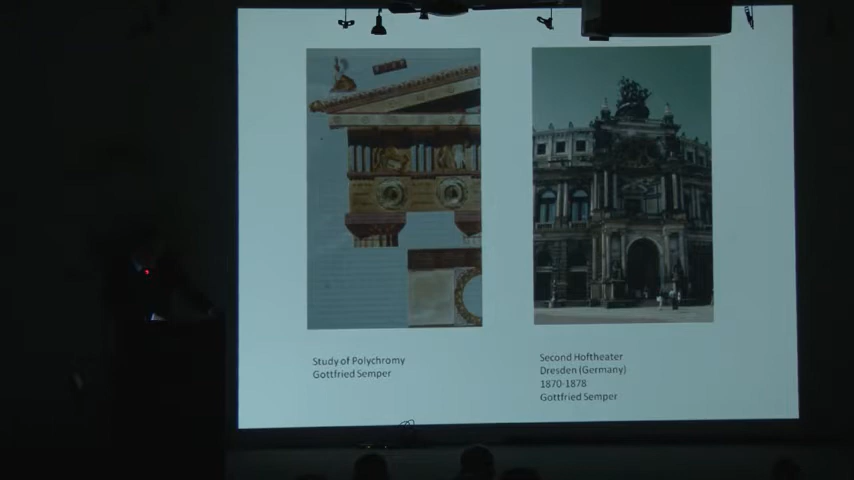 Study of Polychromy
Gottfried Semper
Second Hoftheater
Dresden (Germany)
1870-1878
Gottfried Semper